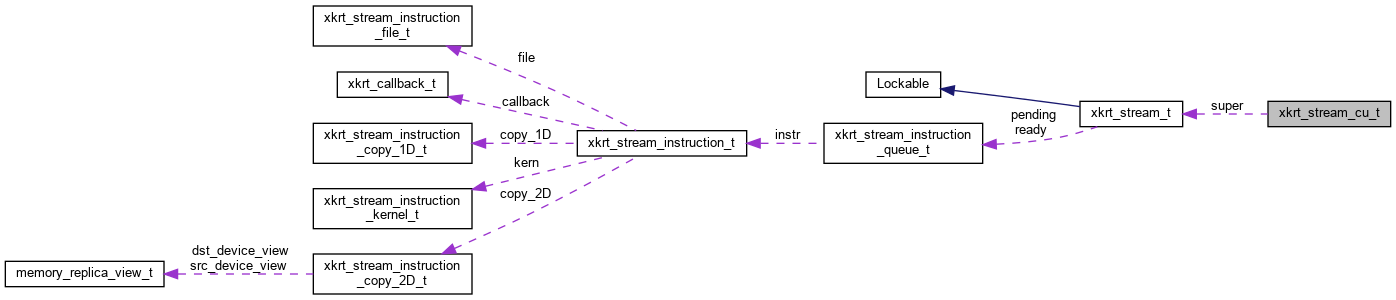 xkrt_stream_instruction
_file_t
file
xkrt_callback_t
callback
xkrt_stream_instruction
_copy_1D_t
copy_1D
xkrt_stream_instruction
_kernel_t
kern
xkrt_stream_instruction
_copy_2D_t
copy_2D
memory_replica_view_t
dst_device_view
src_device_view
xkrt_stream_instruction_t
instr
xkrt_stream_instruction
_queue_t
Lockable
pending
ready
xkrt_stream_t
super
xkrt_stream_cu_t